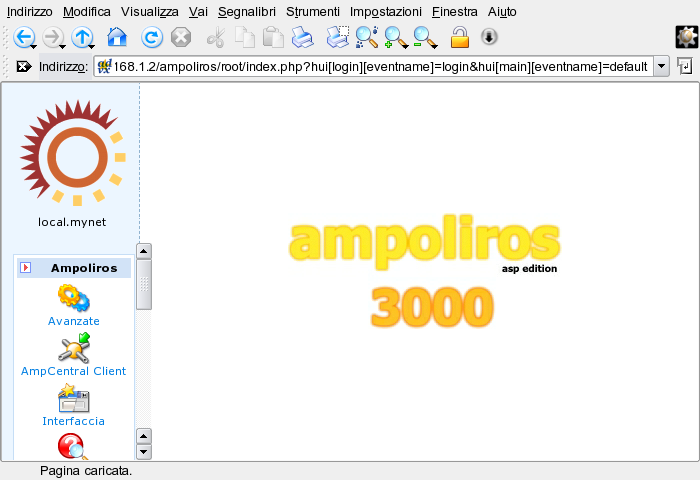 Indirizzo Modifica Visualizza Vai Segnalibri Strumenti Impostazioni Finestra Aiuto
Indirizzo: 168.1.2/ampoliros/root/index.php?hui[login][eventname]=login&hui[main][eventname]=default
local.mynet
Ampoliros
Avanzate
AmpCentral Client
Interfaccia
ampoliros
asp edition
3000
Pagina caricata.